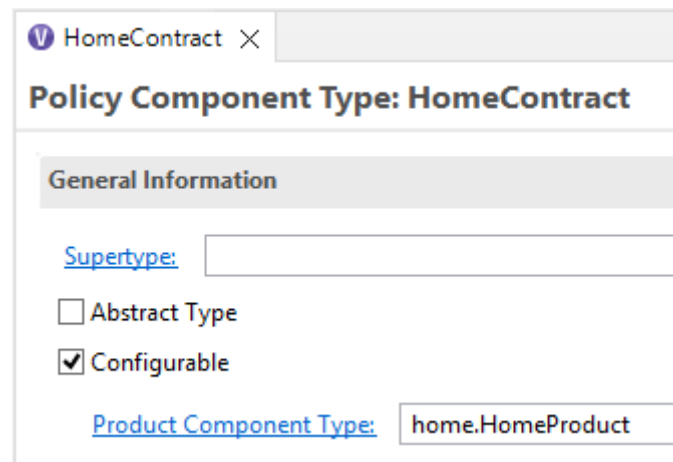 V HomeContract
Policy Component Type: HomeContract
General Information
Supertype:
Abstract Type
Configurable
Product Component Type: home.HomeProduct